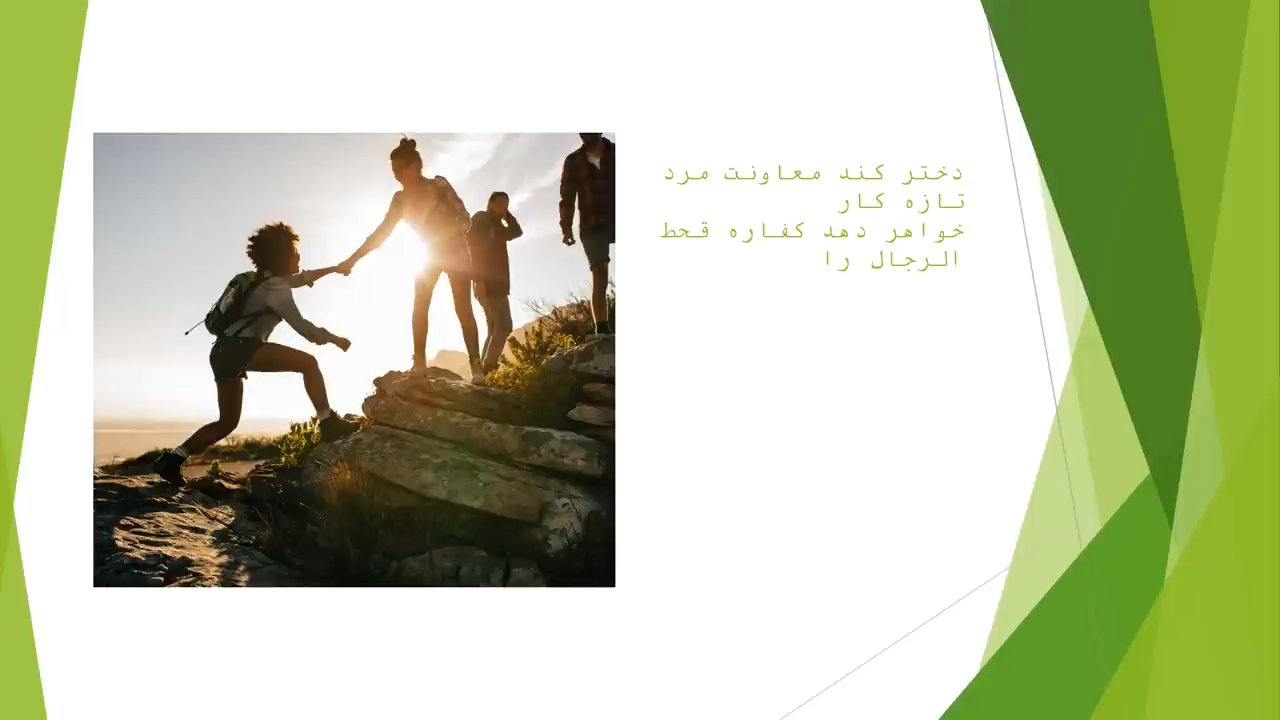 دختر کند معاونت مرد
تازه کار
خواهر دهد کفاره قحط
الرجال را